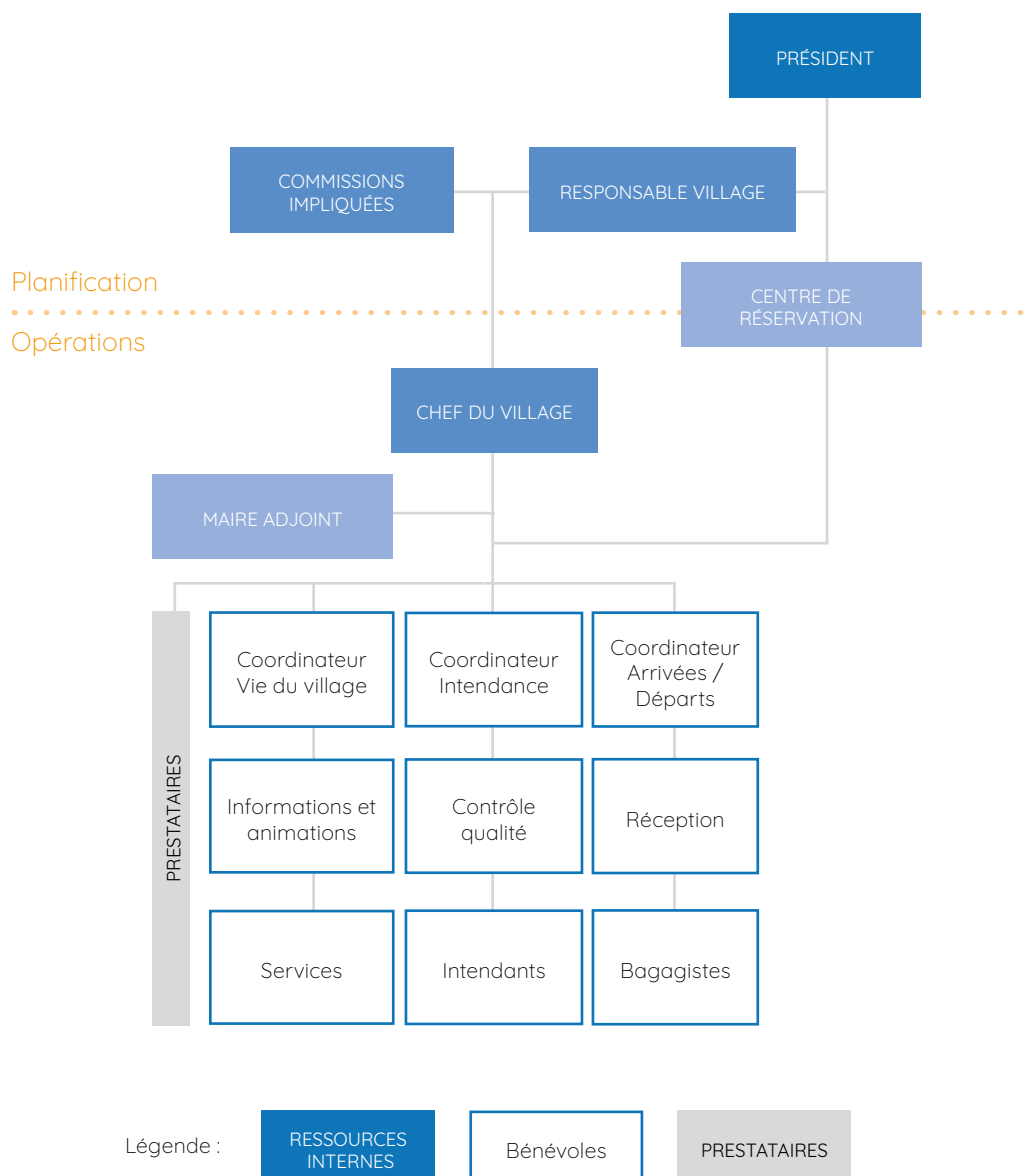 PRÉSIDENT
COMMISSIONS
IMPLIQUÉES
RESPONSABLE VILLAGE
Planification
CENTRE DE
RÉSERVATION
Opérations
CHEF DU VILLAGE
MAIRE ADJOINT
PRESTATAIRES
Coordinateur
Vie du village
Coordinateur
Intendance
Coordinateur
Arrivées /
Départs
Informations et
animations
Contrôle
qualité
Réception
Services
Intendants
Bagagistes
Légende :
RESSOURCES
INTERNES
Bénévoles
PRESTATAIRES